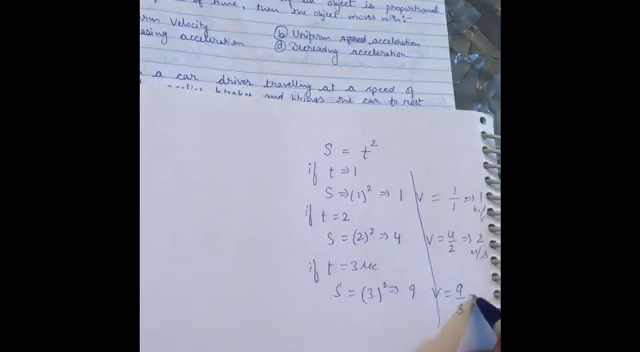 of time, then the object moves with:-
Velocity
(b) Uniform speed acceleration
acceleration
(d) Decreasing acceleration
a car driver travelling at a speed of
brakes and brings the car to rest
S = t²
if t ⇒ 1
S ⇒ (1)² ⇒ 1 V = 1/1 ⇒ 1 m/s
if t = 2
S = (2)² ⇒ 4 V = 4/2 ⇒ 2 m/s
if t = 3 sec
S = (3)² ⇒ 9 V = 9/3